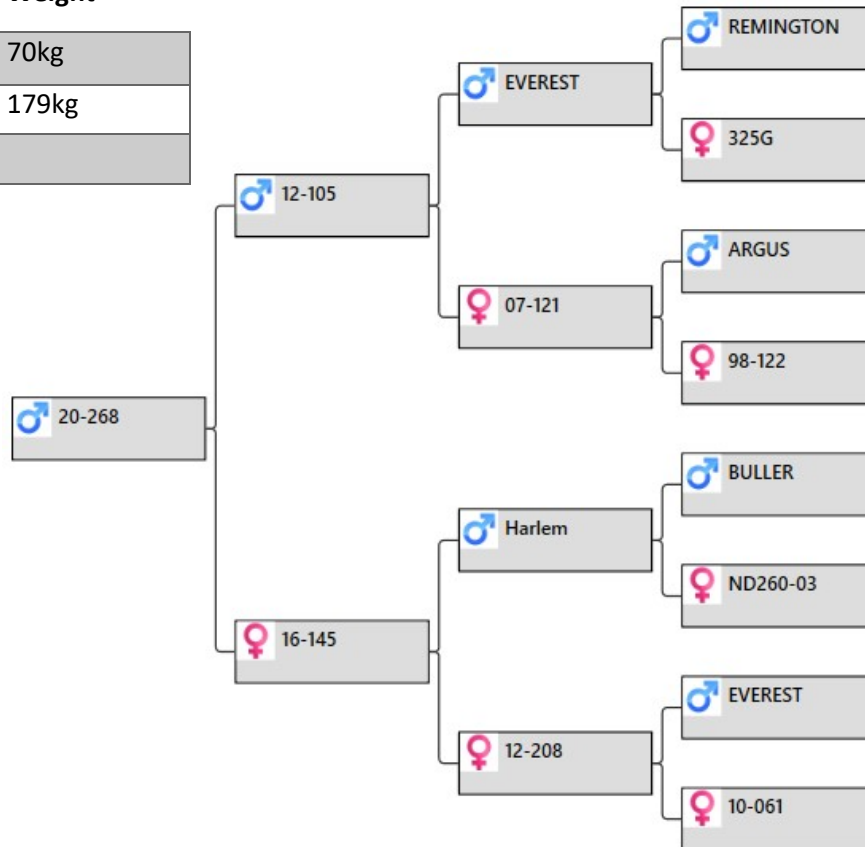 Weight
70kg
179kg
REMINGTON
EVEREST
325G
12-105
ARGUS
07-121
98-122
20-268
BULLER
Harlem
ND260-03
16-145
EVEREST
12-208
10-061